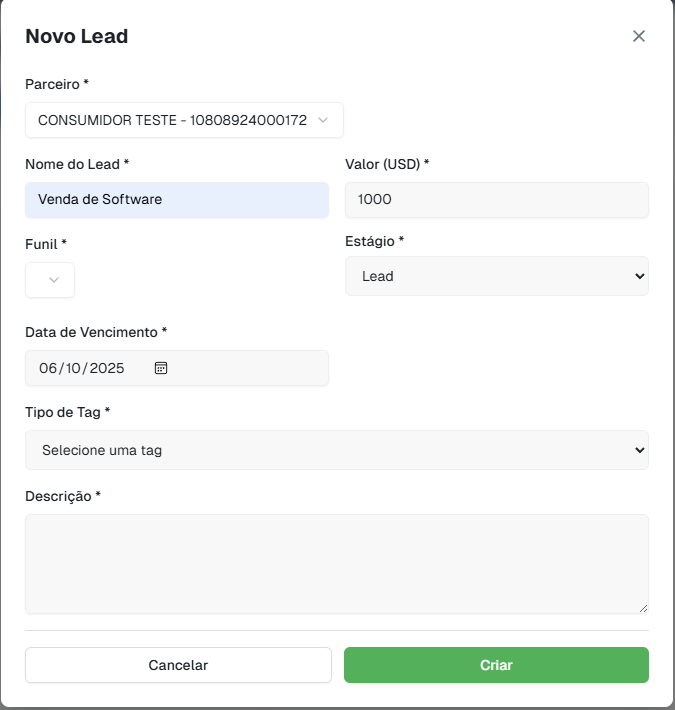 Novo Lead
Parceiro *
CONSUMIDOR TESTE - 10808924000172
Nome do Lead *
Valor (USD) *
Venda de Software
1000
Funil *
Estágio *
Lead
Data de Vencimento *
06/10/2025
Tipo de Tag *
Selecione uma tag
Descrição *
Cancelar
Criar